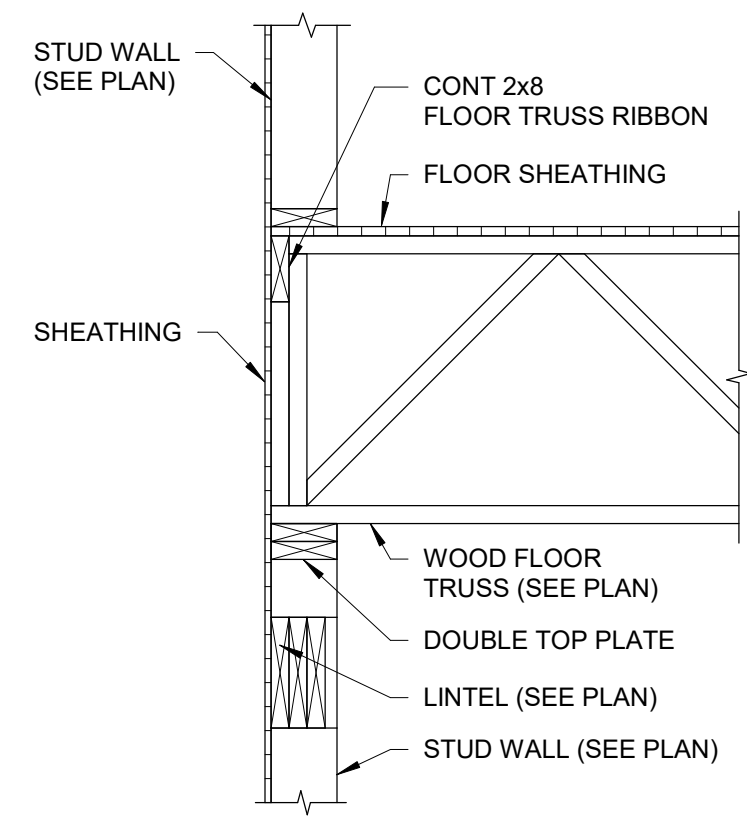 STUD WALL
(SEE PLAN)
CONT 2x8
FLOOR TRUSS RIBBON
FLOOR SHEATHING
SHEATHING
WOOD FLOOR
TRUSS (SEE PLAN)
DOUBLE TOP PLATE
LINTEL (SEE PLAN)
STUD WALL (SEE PLAN)